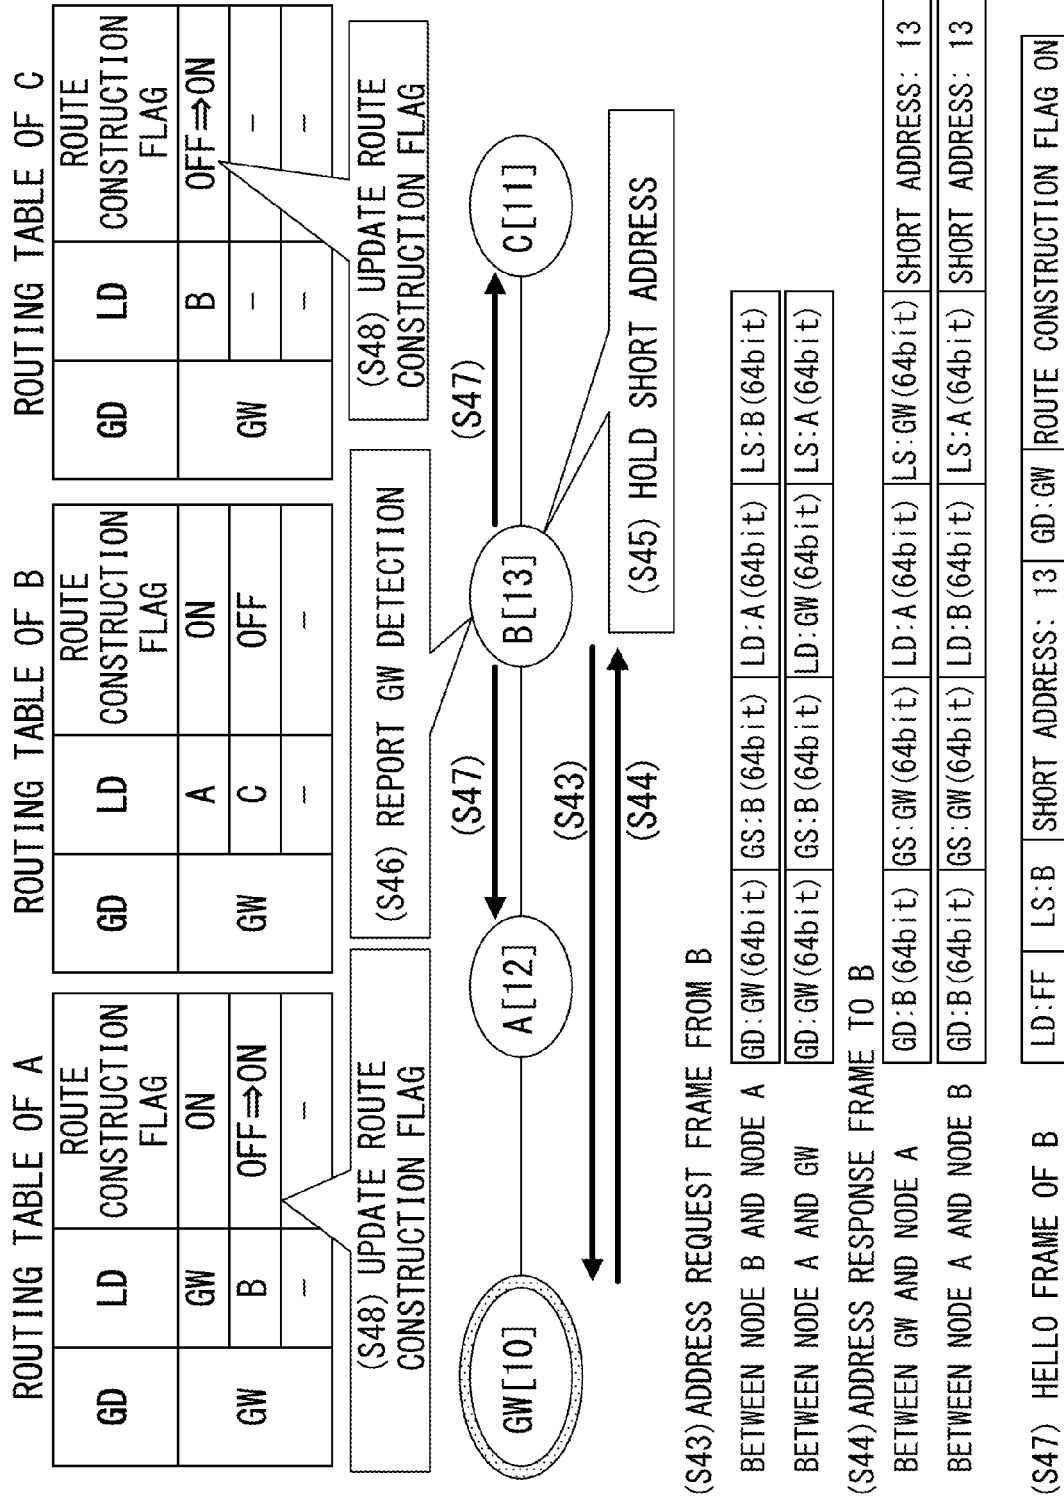 ROUTING TABLE OF A
GD LD ROUTE CONSTRUCTION FLAG
GW GW ON
B OFF⇒ON
– –
(S48) UPDATE ROUTE
CONSTRUCTION FLAG
ROUTING TABLE OF B
GD LD ROUTE CONSTRUCTION FLAG
GW A ON
C OFF
– –
(S46) REPORT GW DETECTION
ROUTING TABLE OF C
GD LD ROUTE CONSTRUCTION FLAG
GW B OFF⇒ON
– –
– –
(S48) UPDATE ROUTE
CONSTRUCTION FLAG
(S47) (S47)
GW[10] A[12] B[13] C[11]
(S43)
(S44)
(S45) HOLD SHORT ADDRESS
(S43)ADDRESS REQUEST FRAME FROM B
BETWEEN NODE B AND NODE A GD:GW(64bit) GS:B(64bit) LD:A(64bit) LS:B(64bit)
BETWEEN NODE A AND GW GD:GW(64bit) GS:B(64bit) LD:GW(64bit) LS:A(64bit)
(S44)ADDRESS RESPONSE FRAME TO B
BETWEEN GW AND NODE A GD:B(64bit) GS:GW(64bit) LD:A(64bit) LS:GW(64bit) SHORT ADDRESS: 13
BETWEEN NODE A AND NODE B GD:B(64bit) GS:GW(64bit) LD:B(64bit) LS:A(64bit) SHORT ADDRESS: 13
(S47) HELLO FRAME OF B LD:FF LS:B SHORT ADDRESS: 13 GD:GW ROUTE CONSTRUCTION FLAG ON